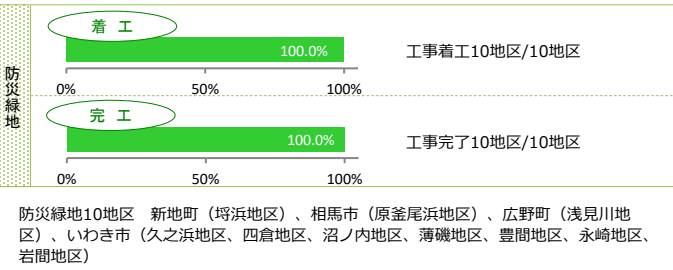 防災緑地
着 工
100.0%
工事着工10地区/10地区
0% 50% 100%
完 工
100.0%
工事完了10地区/10地区
0% 50% 100%
防災緑地10地区　新地町（埒浜地区）、相馬市（原釜尾浜地区）、広野町（浅見川地
区）、いわき市（久之浜地区、四倉地区、沼ノ内地区、薄磯地区、豊間地区、永崎地区、
岩間地区）